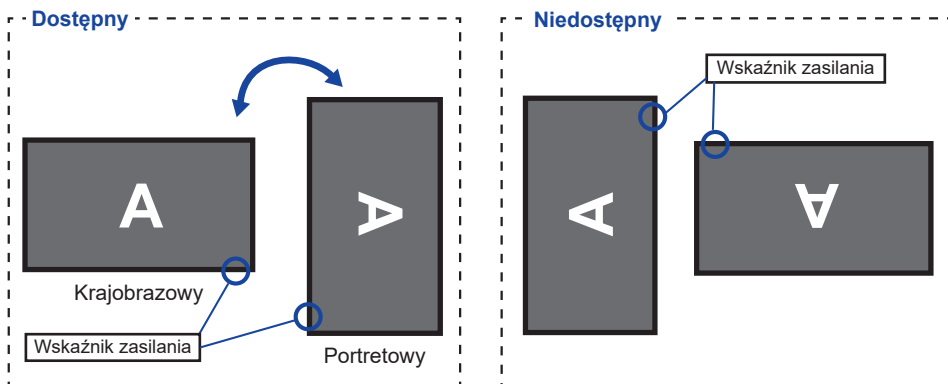 Dostępny
A
A
Krajobrazowy
Wskaźnik zasilania
Portretowy
Niedostępny
Wskaźnik zasilania
A
A